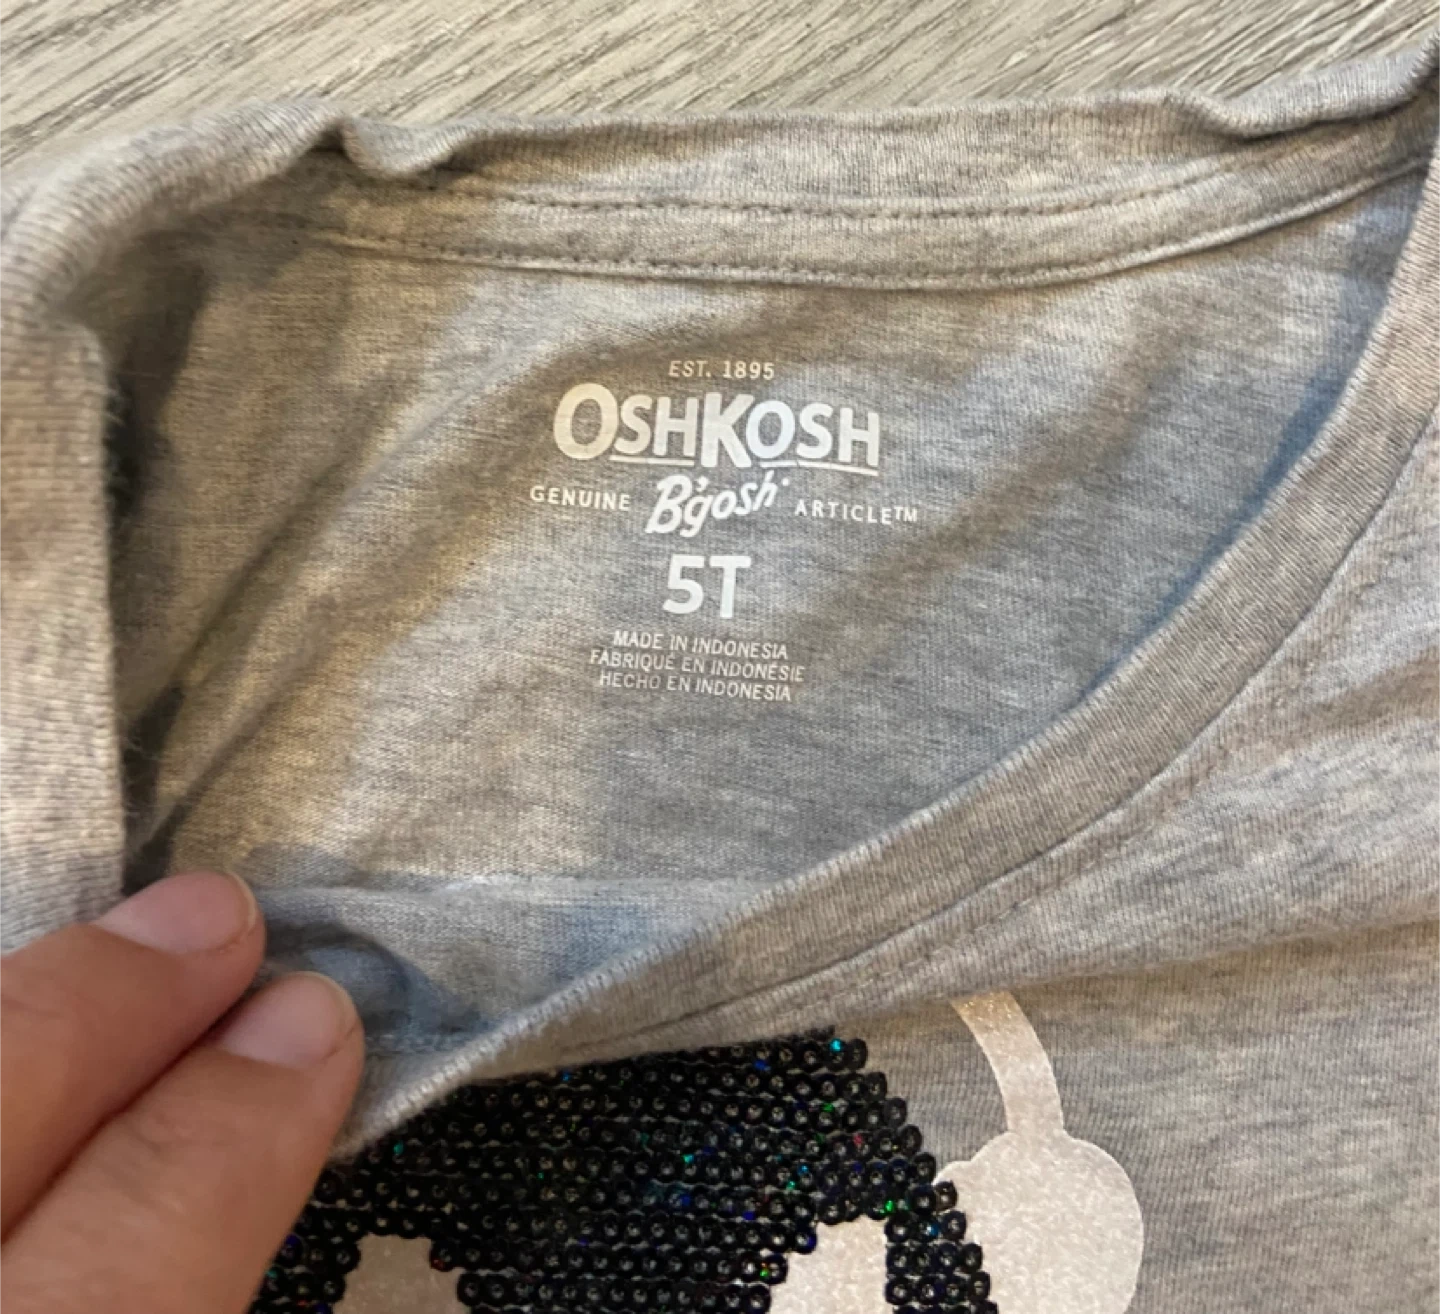 EST. 1895
OSHKOSH
GENUINE B'gosh ARTICLE™
5T
MADE IN INDONESIA
FABRIQUÉ EN INDONÉSIE
HECHO EN INDONESIA